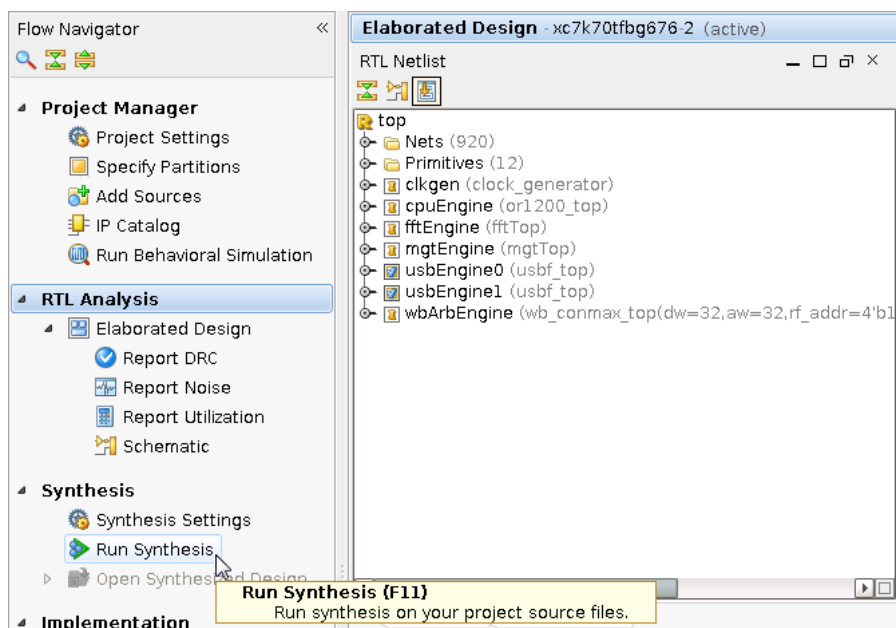 Flow Navigator
Project Manager
Project Settings
Specify Partitions
Add Sources
IP Catalog
Run Behavioral Simulation
RTL Analysis
Elaborated Design
Report DRC
Report Noise
Report Utilization
Schematic
Synthesis
Synthesis Settings
Run Synthesis
Open Synthesized Design
Implementation
Run Synthesis (F11)
Run synthesis on your project source files.
Elaborated Design - xc7k70tfbg676-2 (active)
RTL Netlist
top
Nets (920)
Primitives (12)
clkgen (clock_generator)
cpuEngine (or1200_top)
fftEngine (fftTop)
mgtEngine (mgtTop)
usbEngine0 (usbf_top)
usbEngine1 (usbf_top)
wbArbEngine (wb_conmax_top(dw=32,aw=32,rf_addr=4'b1